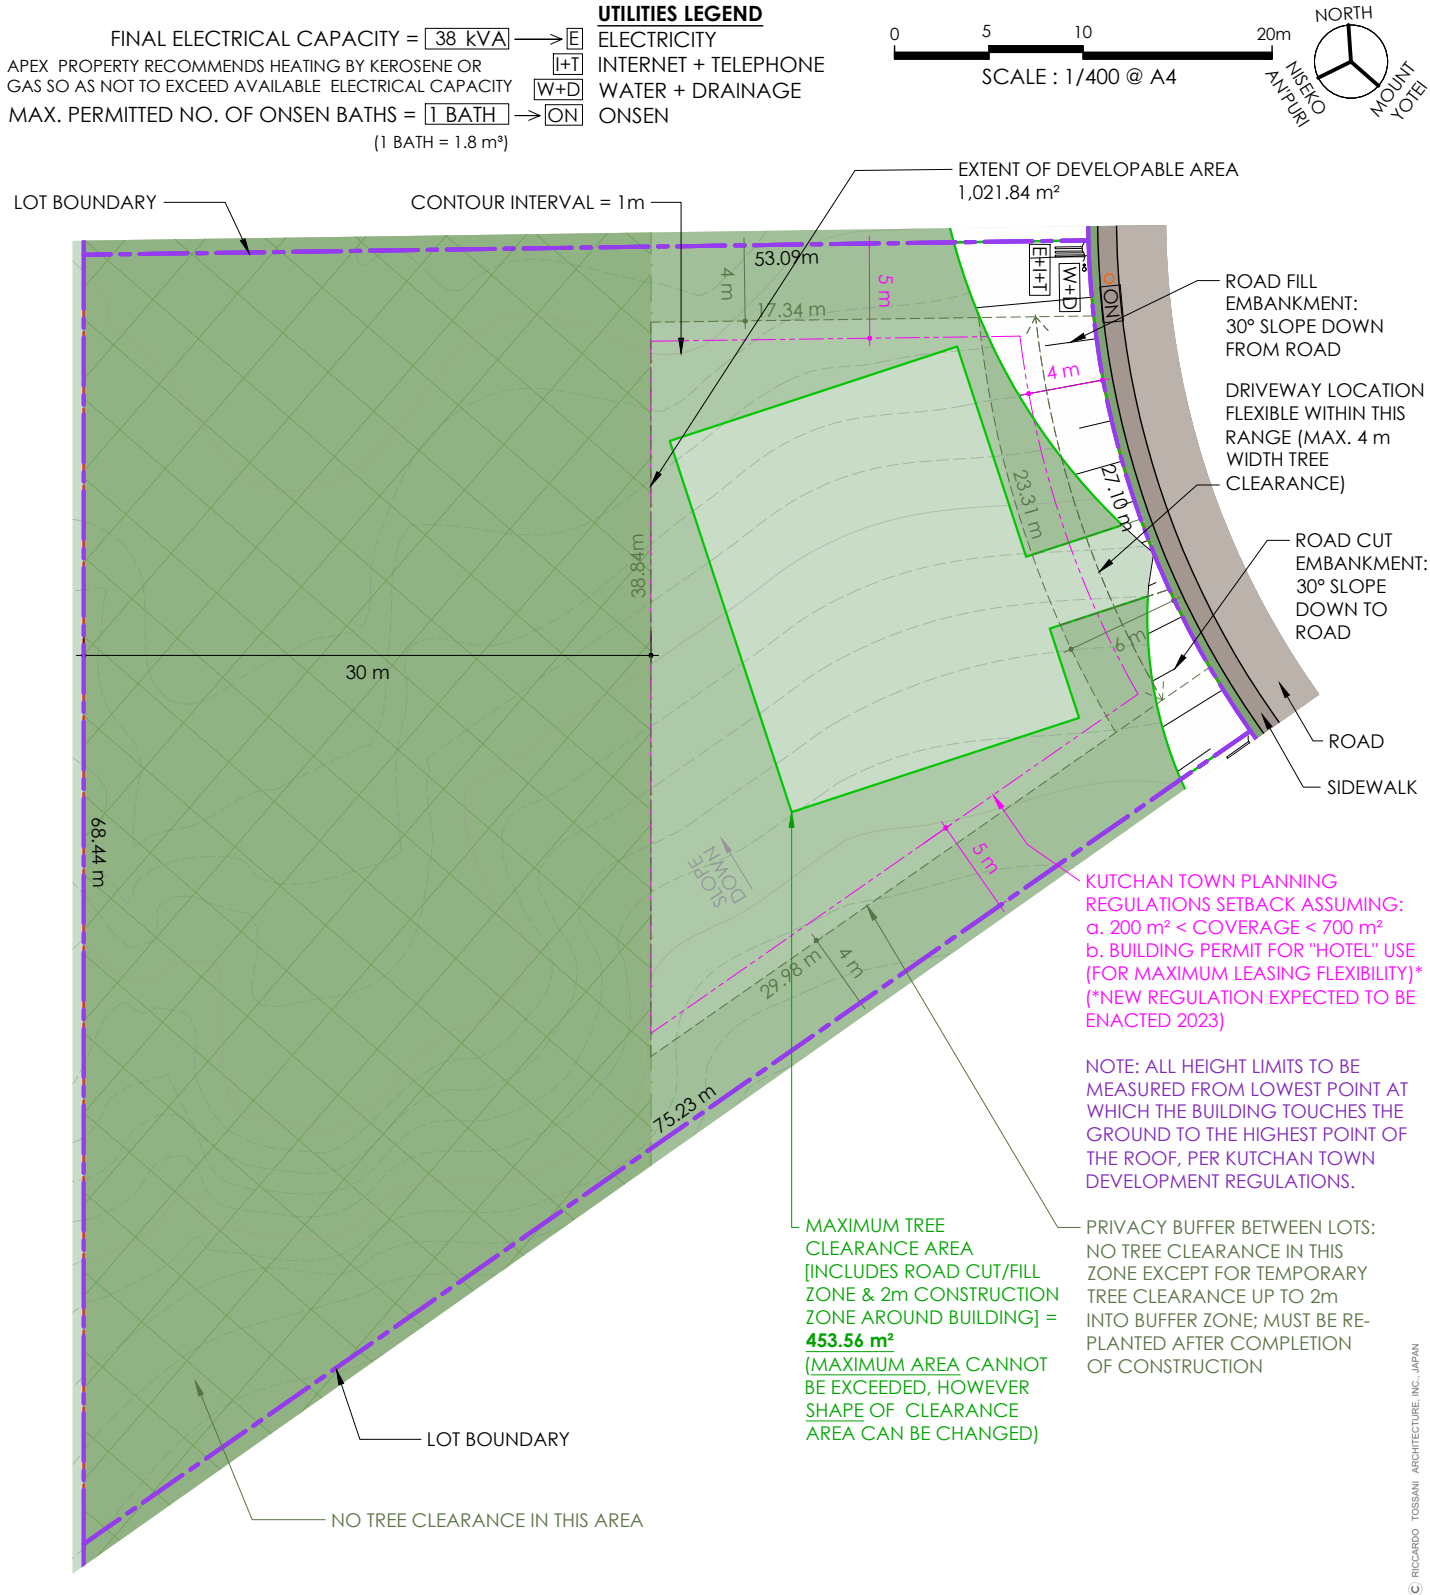 UTILITIES LEGEND
FINAL ELECTRICAL CAPACITY = 38 kVA E ELECTRICITY
APEX PROPERTY RECOMMENDS HEATING BY KEROSENE OR
GAS SO AS NOT TO EXCEED AVAILABLE ELECTRICAL CAPACITY
I+T INTERNET + TELEPHONE
W+D WATER + DRAINAGE
MAX. PERMITTED NO. OF ONSEN BATHS = 1 BATH ON ONSEN
(1 BATH = 1.8 m³)
0 5 10 20m
SCALE : 1/400 @ A4
NORTH
NISEKO
AN'PURI
MOUNT
YOTEI
LOT BOUNDARY
CONTOUR INTERVAL = 1m
EXTENT OF DEVELOPABLE AREA
1,021.84 m²
53.09m
4 m
5 m
17.34 m
E+I+T
W+D
ON
ROAD FILL
EMBANKMENT:
30° SLOPE DOWN
FROM ROAD
4 m
DRIVEWAY LOCATION
FLEXIBLE WITHIN THIS
RANGE (MAX. 4 m
WIDTH TREE
CLEARANCE)
23.31 m
27.10 m
38.84m
ROAD CUT
EMBANKMENT:
30° SLOPE
DOWN TO
ROAD
6 m
30 m
ROAD
SIDEWALK
68.44 m
SLOPE
DOWN
5 m
4 m
29.98 m
75.23 m
KUTCHAN TOWN PLANNING
REGULATIONS SETBACK ASSUMING:
a. 200 m² < COVERAGE < 700 m²
b. BUILDING PERMIT FOR "HOTEL" USE
(FOR MAXIMUM LEASING FLEXIBILITY)*
(*NEW REGULATION EXPECTED TO BE
ENACTED 2023)
NOTE: ALL HEIGHT LIMITS TO BE
MEASURED FROM LOWEST POINT AT
WHICH THE BUILDING TOUCHES THE
GROUND TO THE HIGHEST POINT OF
THE ROOF, PER KUTCHAN TOWN
DEVELOPMENT REGULATIONS.
MAXIMUM TREE
CLEARANCE AREA
[INCLUDES ROAD CUT/FILL
ZONE & 2m CONSTRUCTION
ZONE AROUND BUILDING] =
453.56 m²
(MAXIMUM AREA CANNOT
BE EXCEEDED, HOWEVER
SHAPE OF CLEARANCE
AREA CAN BE CHANGED)
PRIVACY BUFFER BETWEEN LOTS:
NO TREE CLEARANCE IN THIS
ZONE EXCEPT FOR TEMPORARY
TREE CLEARANCE UP TO 2m
INTO BUFFER ZONE; MUST BE RE-
PLANTED AFTER COMPLETION
OF CONSTRUCTION
LOT BOUNDARY
NO TREE CLEARANCE IN THIS AREA
© RICCARDO TOSSANI ARCHITECTURE, INC., JAPAN